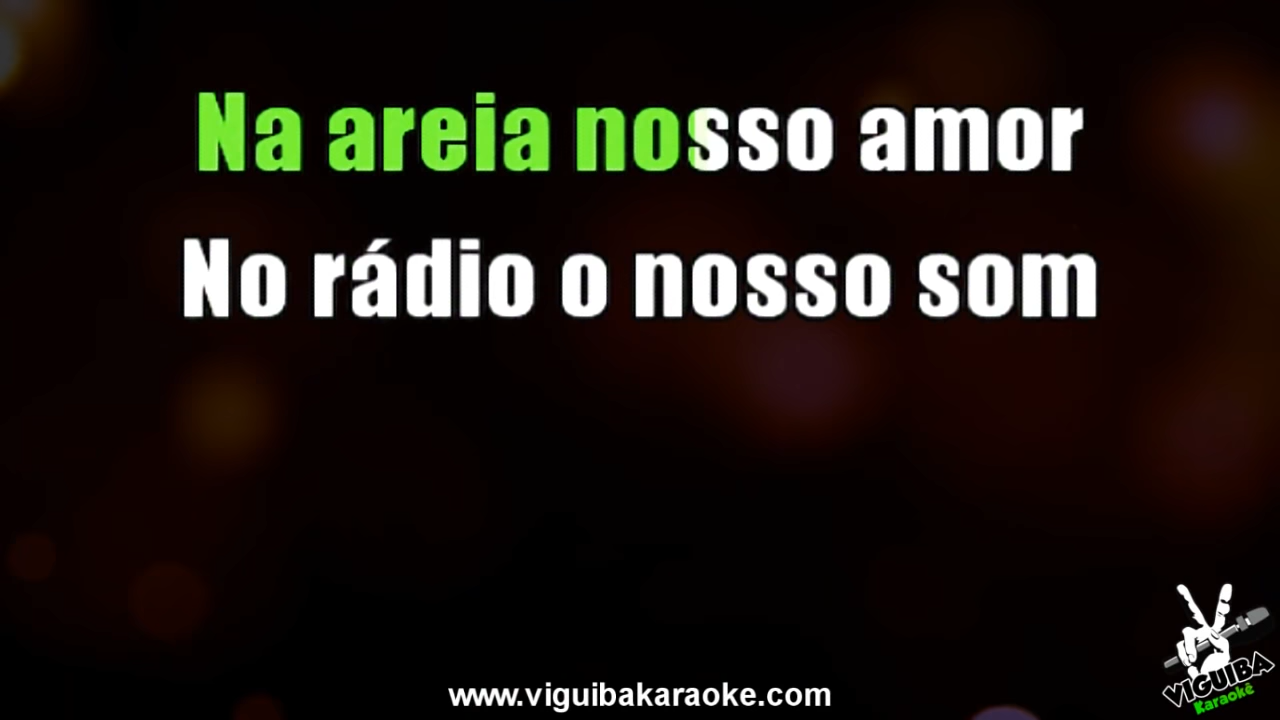 Na areia nosso amor
No rádio o nosso som
VIGUIBA
Karaokê
www.viguibakaraoke.com